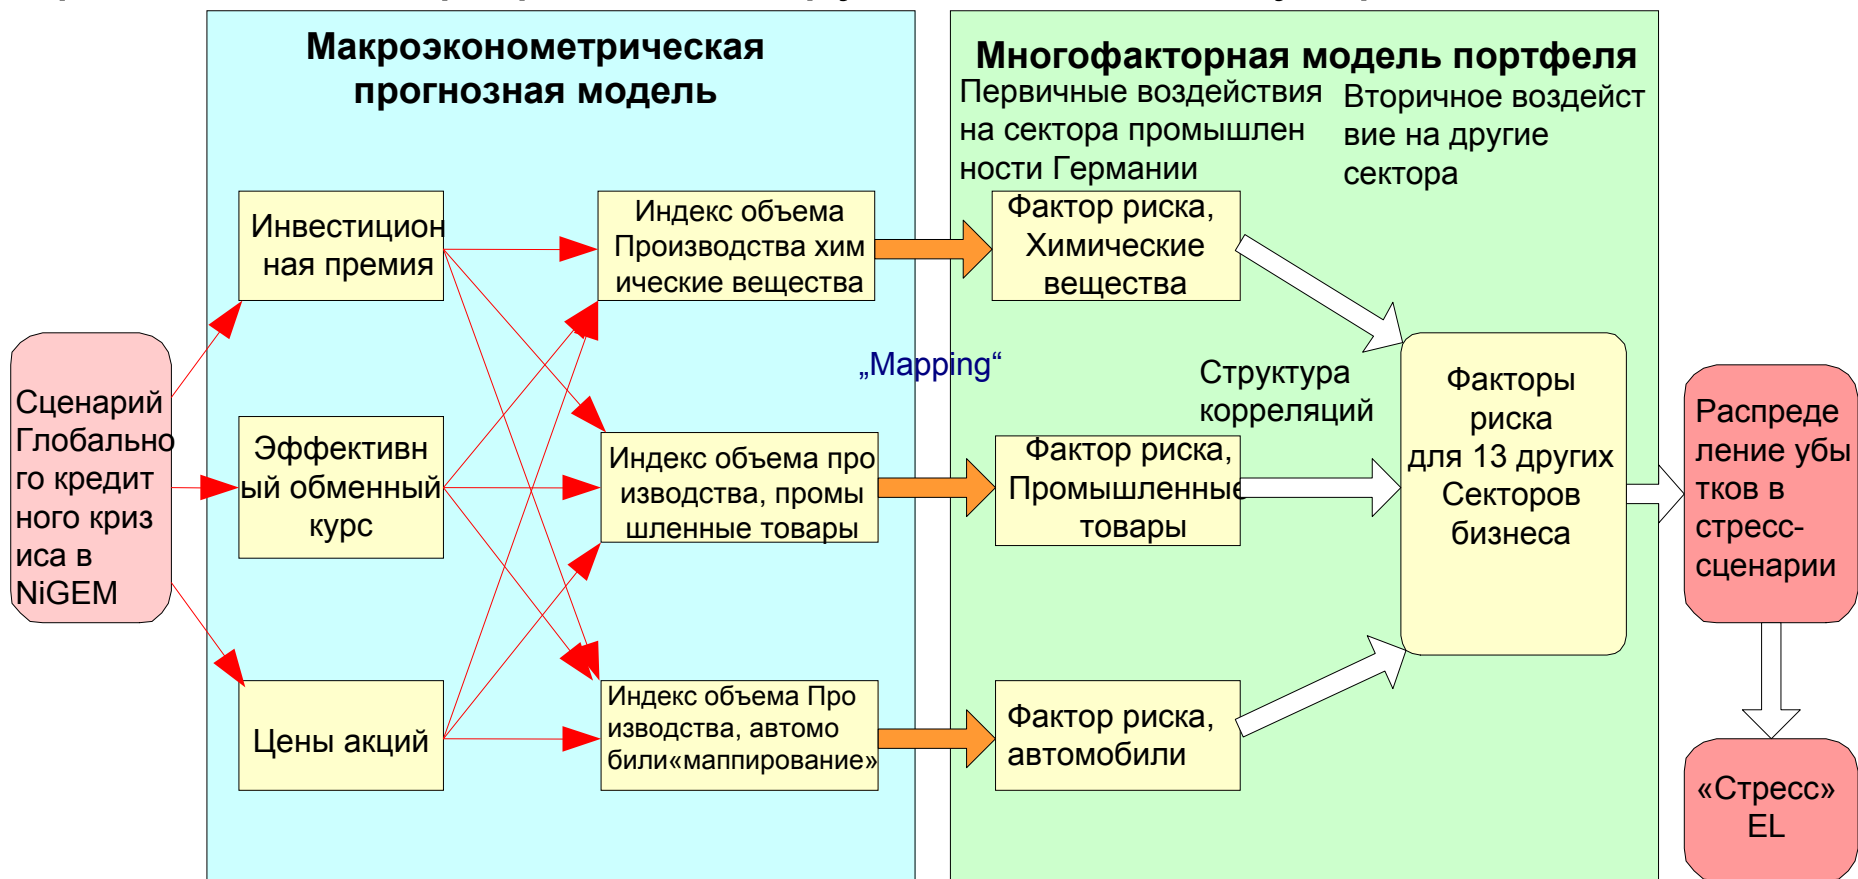 Макроэконометрическая
прогнозная модель
Многофакторная модель портфеля
Первичные воздействия
на сектора промышлен
ности Германии
Вторичное воздейст
вие на другие
сектора
Инвестицион
ная премия
Индекс объема
Производства хим
ические вещества
Фактор риска,
Химические
вещества
„Mapping“
Структура
корреляций
Сценарий
Глобально
го кредит
ного криз
иса в
NiGEM
Эффективн
ый обменный
курс
Индекс объема про
изводства, промы
шленные товары
Фактор риска,
Промышленные
товары
Факторы
риска
для 13 других
Секторов
бизнеса
Распреде
ление убы
тков в
стресс-
сценарии
Цены акций
Индекс объема Про
изводства, автомо
били«маппирование»
Фактор риска,
автомобили
«Стресс»
EL